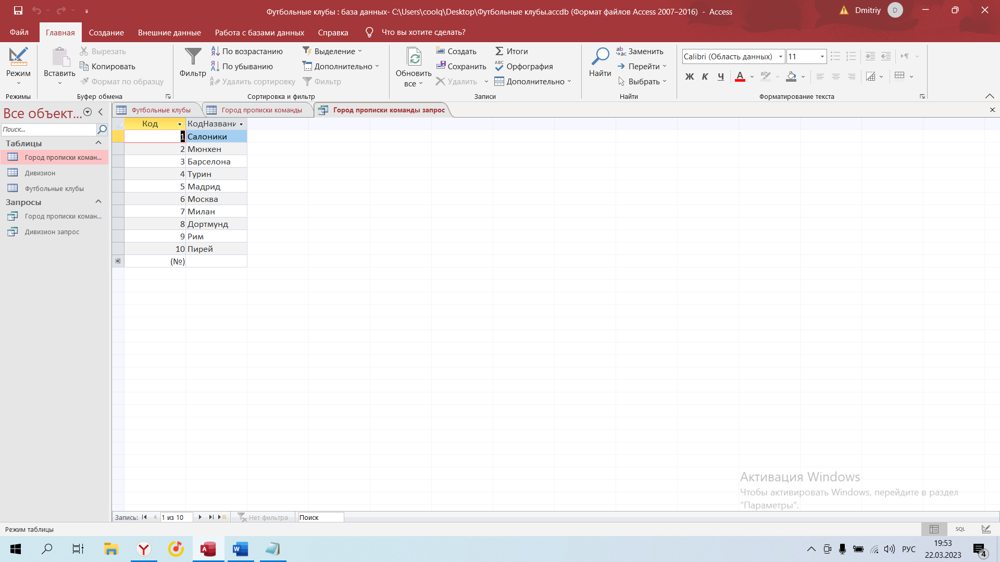 Футбольные клубы : база данных- C:\Users\coolq\Desktop\Футбольные клубы.accdb (Формат файлов Access 2007–2016) - Access
Dmitriy
D
Файл
Главная
Создание
Внешние данные
Работа с базами данных
Справка
Что вы хотите сделать?
Режим
Режимы
Вставить
Вырезать
Копировать
Формат по образцу
Буфер обмена
Фильтр
По возрастанию
По убыванию
Удалить сортировку
Выделение
Дополнительно
Фильтр
Сортировка и фильтр
Обновить
все
Создать
Сохранить
Удалить
Итоги
Орфография
Дополнительно
Записи
Найти
Заменить
Перейти
Выбрать
Найти
Calibri (Область данных)
11
Ж К Ч A
Форматирование текста
Все объект...
Поиск...
Таблицы
Город прописки коман...
Дивизион
Футбольные клубы
Запросы
Город прописки коман...
Дивизион запрос
Футбольные клубы
Город прописки команды
Город прописки команды запрос
Код КодНазвани
1 Салоники
2 Мюнхен
3 Барселона
4 Турин
5 Мадрид
6 Москва
7 Милан
8 Дортмунд
9 Рим
10 Пирей
(№)
Активация Windows
Чтобы активировать Windows, перейдите в раздел
"Параметры".
Запись:
1 из 10
Нет фильтра
Поиск
Режим таблицы
SQL
РУС
19:53
22.03.2023
4